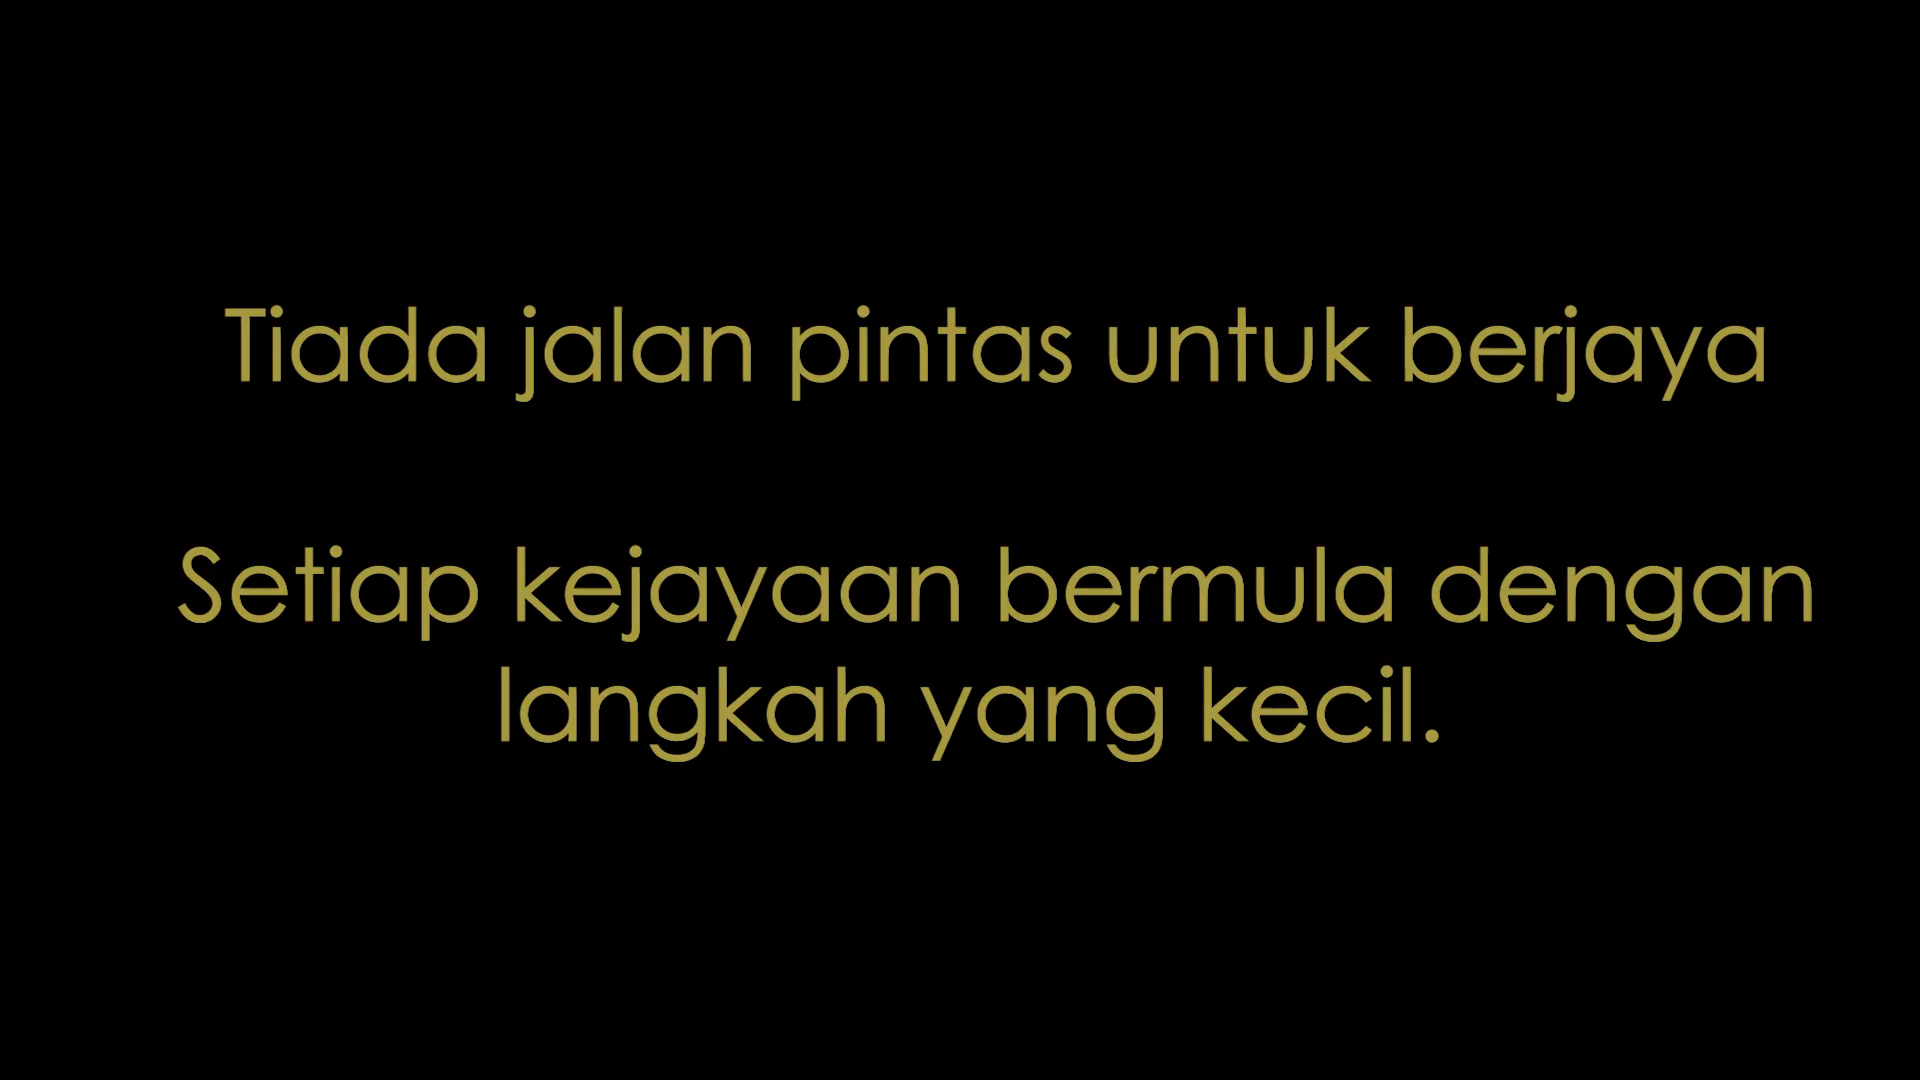 Tiada jalan pintas untuk berjaya
Setiap kejayaan bermula dengan
langkah yang kecil.